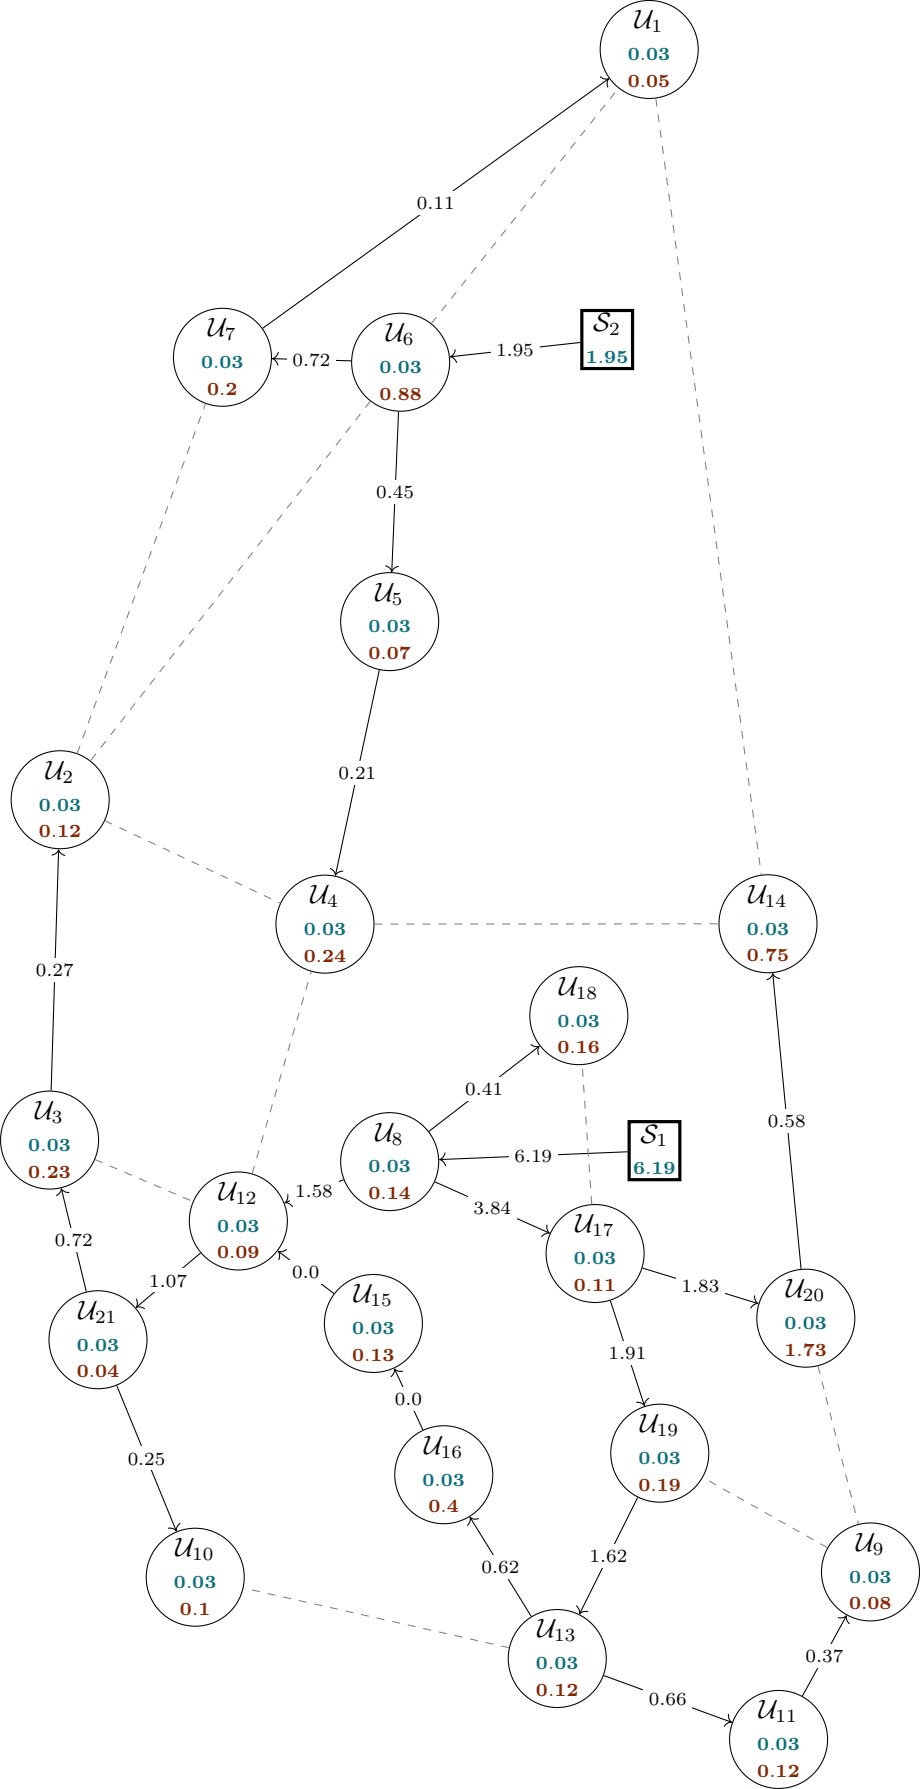 𝒰₁
0.03
0.05
0.11
𝒰₇
0.03
0.2
0.72
𝒰₆
0.03
0.88
1.95
𝒮₂
1.95
0.45
𝒰₅
0.03
0.07
0.21
𝒰₂
0.03
0.12
𝒰₄
0.03
0.24
𝒰₁₄
0.03
0.75
0.27
𝒰₁₈
0.03
0.16
0.41
0.58
𝒰₃
0.03
0.23
𝒰₈
0.03
0.14
6.19
𝒮₁
6.19
𝒰₁₂
0.03
0.09
1.58
3.84
0.72
1.07
0.0
𝒰₁₇
0.03
0.11
1.83
𝒰₂₀
0.03
1.73
𝒰₂₁
0.03
0.04
𝒰₁₅
0.03
0.13
1.91
0.0
0.25
𝒰₁₆
0.03
0.4
𝒰₁₉
0.03
0.19
𝒰₁₀
0.03
0.1
0.62
1.62
𝒰₉
0.03
0.08
𝒰₁₃
0.03
0.12
0.37
0.66
𝒰₁₁
0.03
0.12